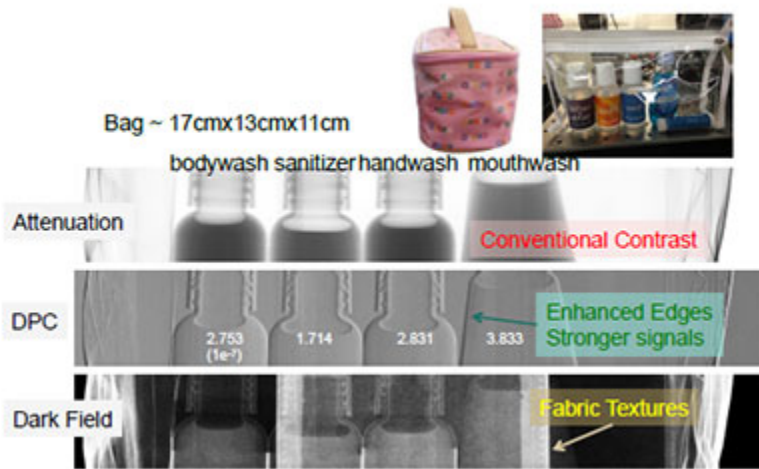 Bag ~ 17cmx13cmx11cm
bodywash sanitizer handwash mouthwash
Attenuation
Conventional Contrast
DPC
Enhanced Edges
Stronger signals
2.753 1.714 2.831 3.833
(1e-7)
Dark Field
Fabric Textures